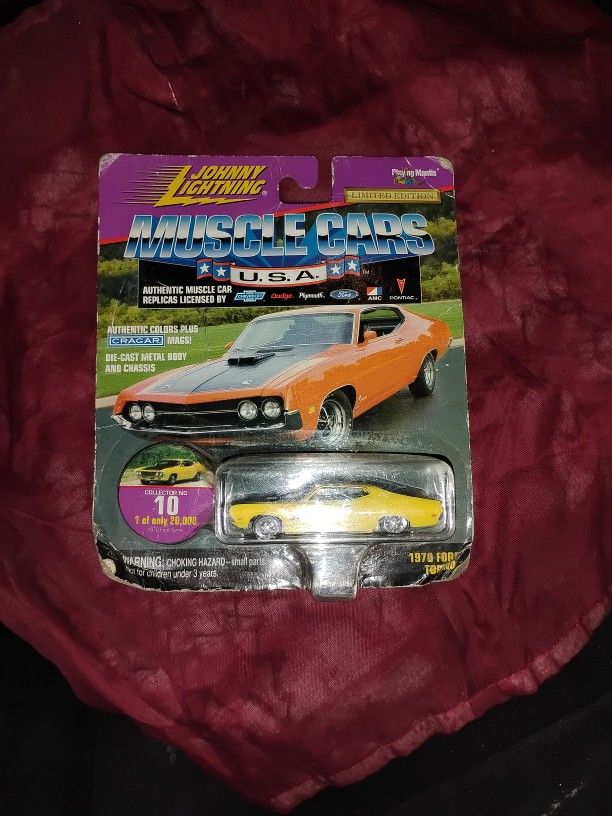 JOHNNY
LIGHTNING®
Playing Mantis®
LIMITED EDITION
MUSCLE CARS
U.S.A.™
AUTHENTIC MUSCLE CAR
REPLICAS LICENSED BY
CHEVROLET Dodge Plymouth Ford AMC PONTIAC
AUTHENTIC COLORS PLUS
CRAGAR MAGS!
DIE-CAST METAL BODY
AND CHASSIS
COLLECTOR NO.
10
1 of only 20,000
WARNING: CHOKING HAZARD–small parts
not for children under 3 years.
1970 FORD
TORINO